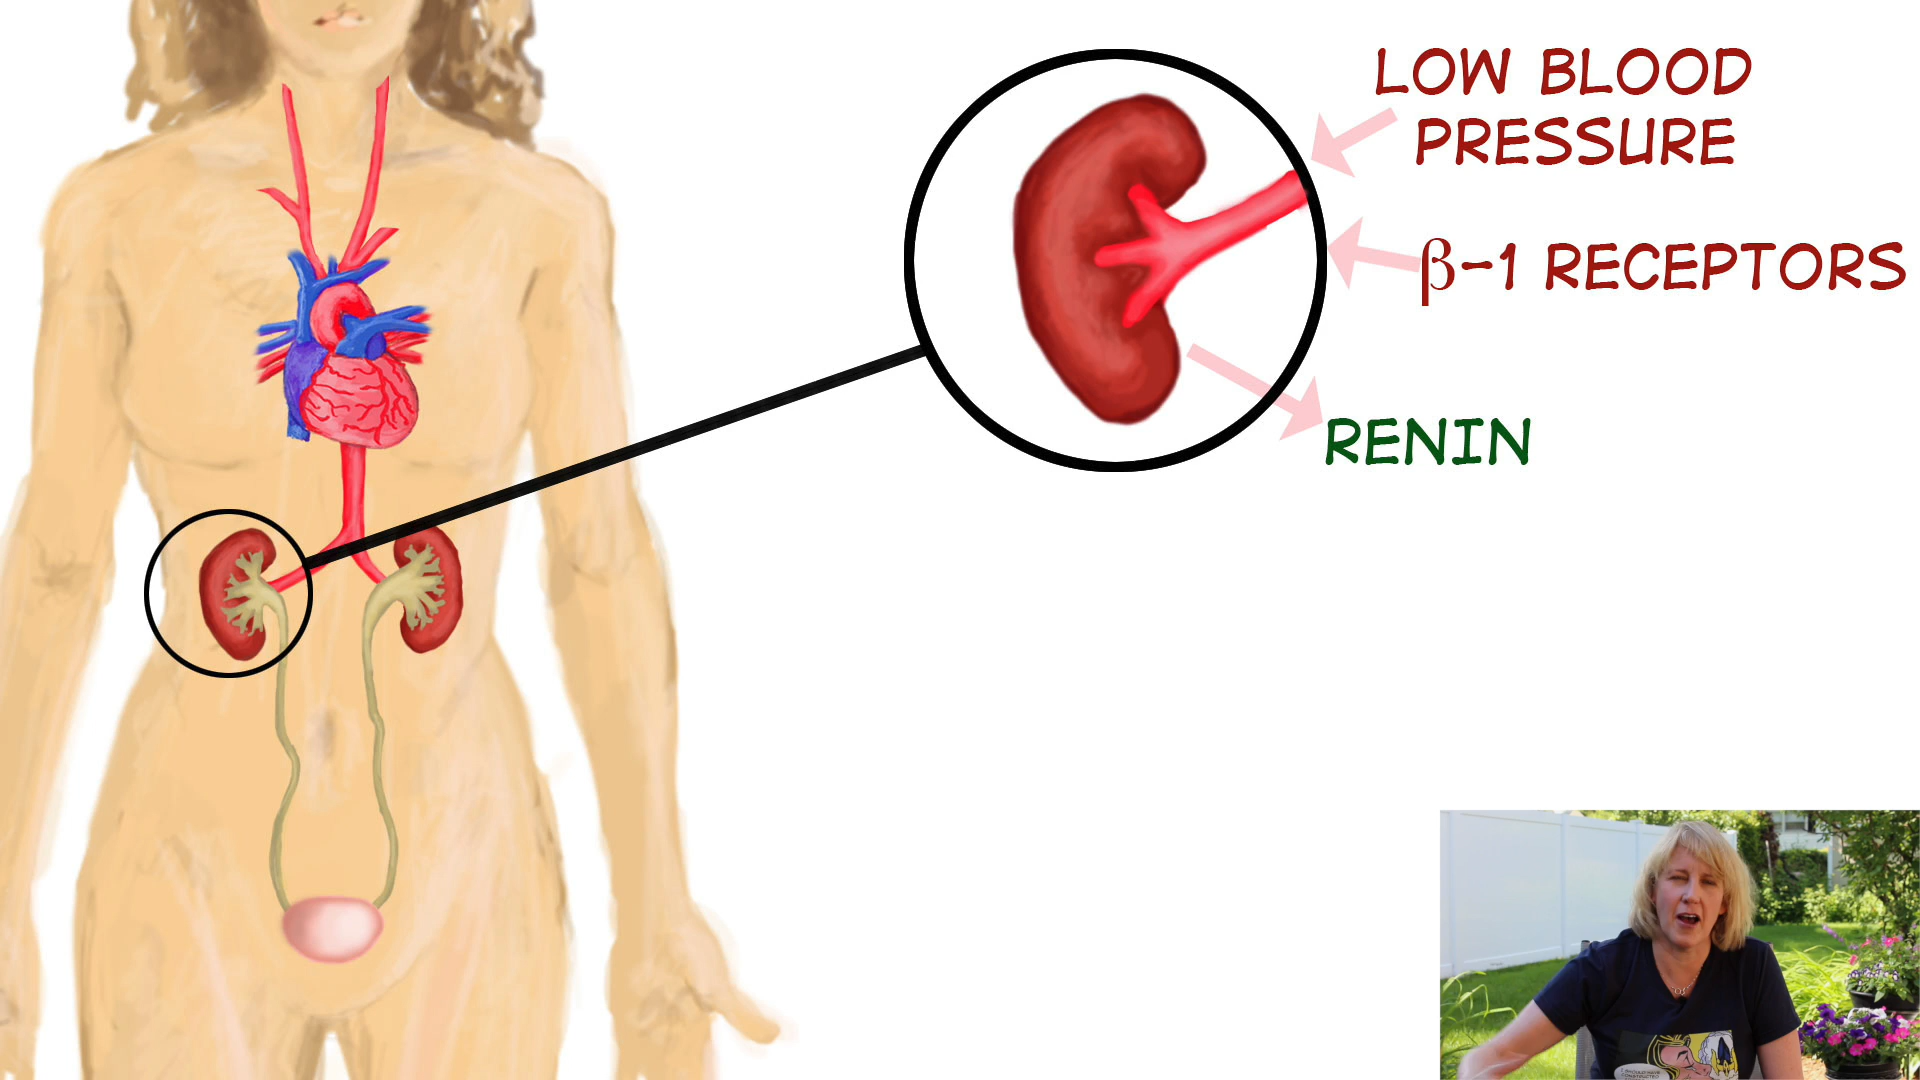 LOW BLOOD
PRESSURE
β-1 RECEPTORS
RENIN